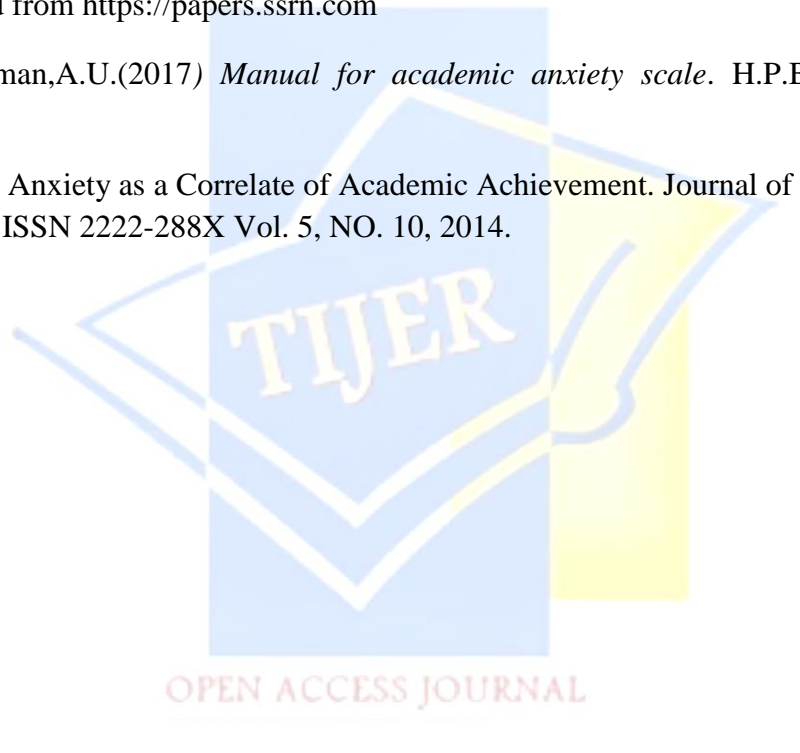 from https://papers.ssrn.com
man,A.U.(2017) Manual for academic anxiety scale. H.P.
Anxiety as a Correlate of Academic Achievement. Journal of
ISSN 2222-288X Vol. 5, NO. 10, 2014.
TIJER
OPEN ACCESS JOURNAL